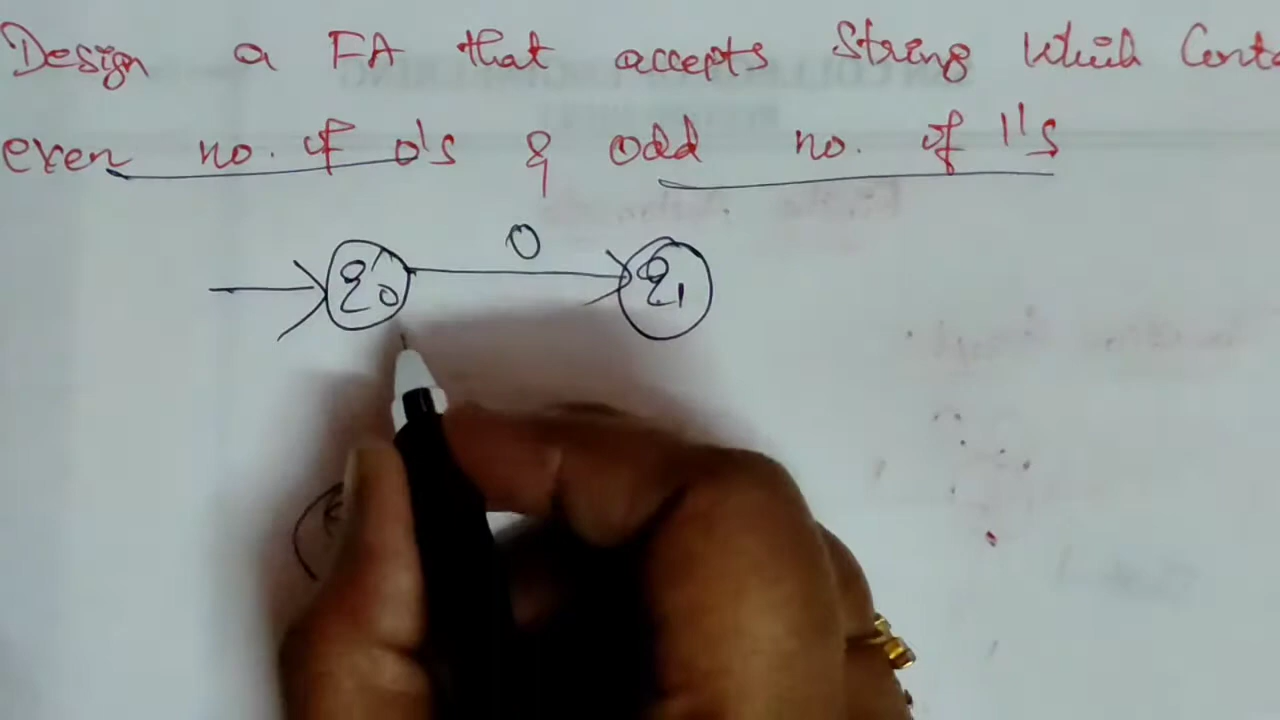 Design a FA that accepts String which Conta
even no. of 0's & odd no. of 1's
0
q0 q1